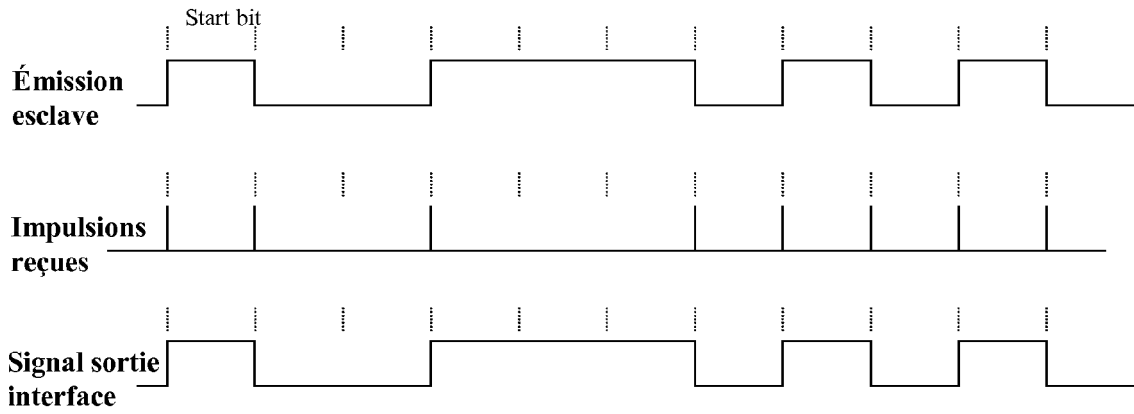 Start bit
Émission
esclave
Impulsions
reçues
Signal sortie
interface